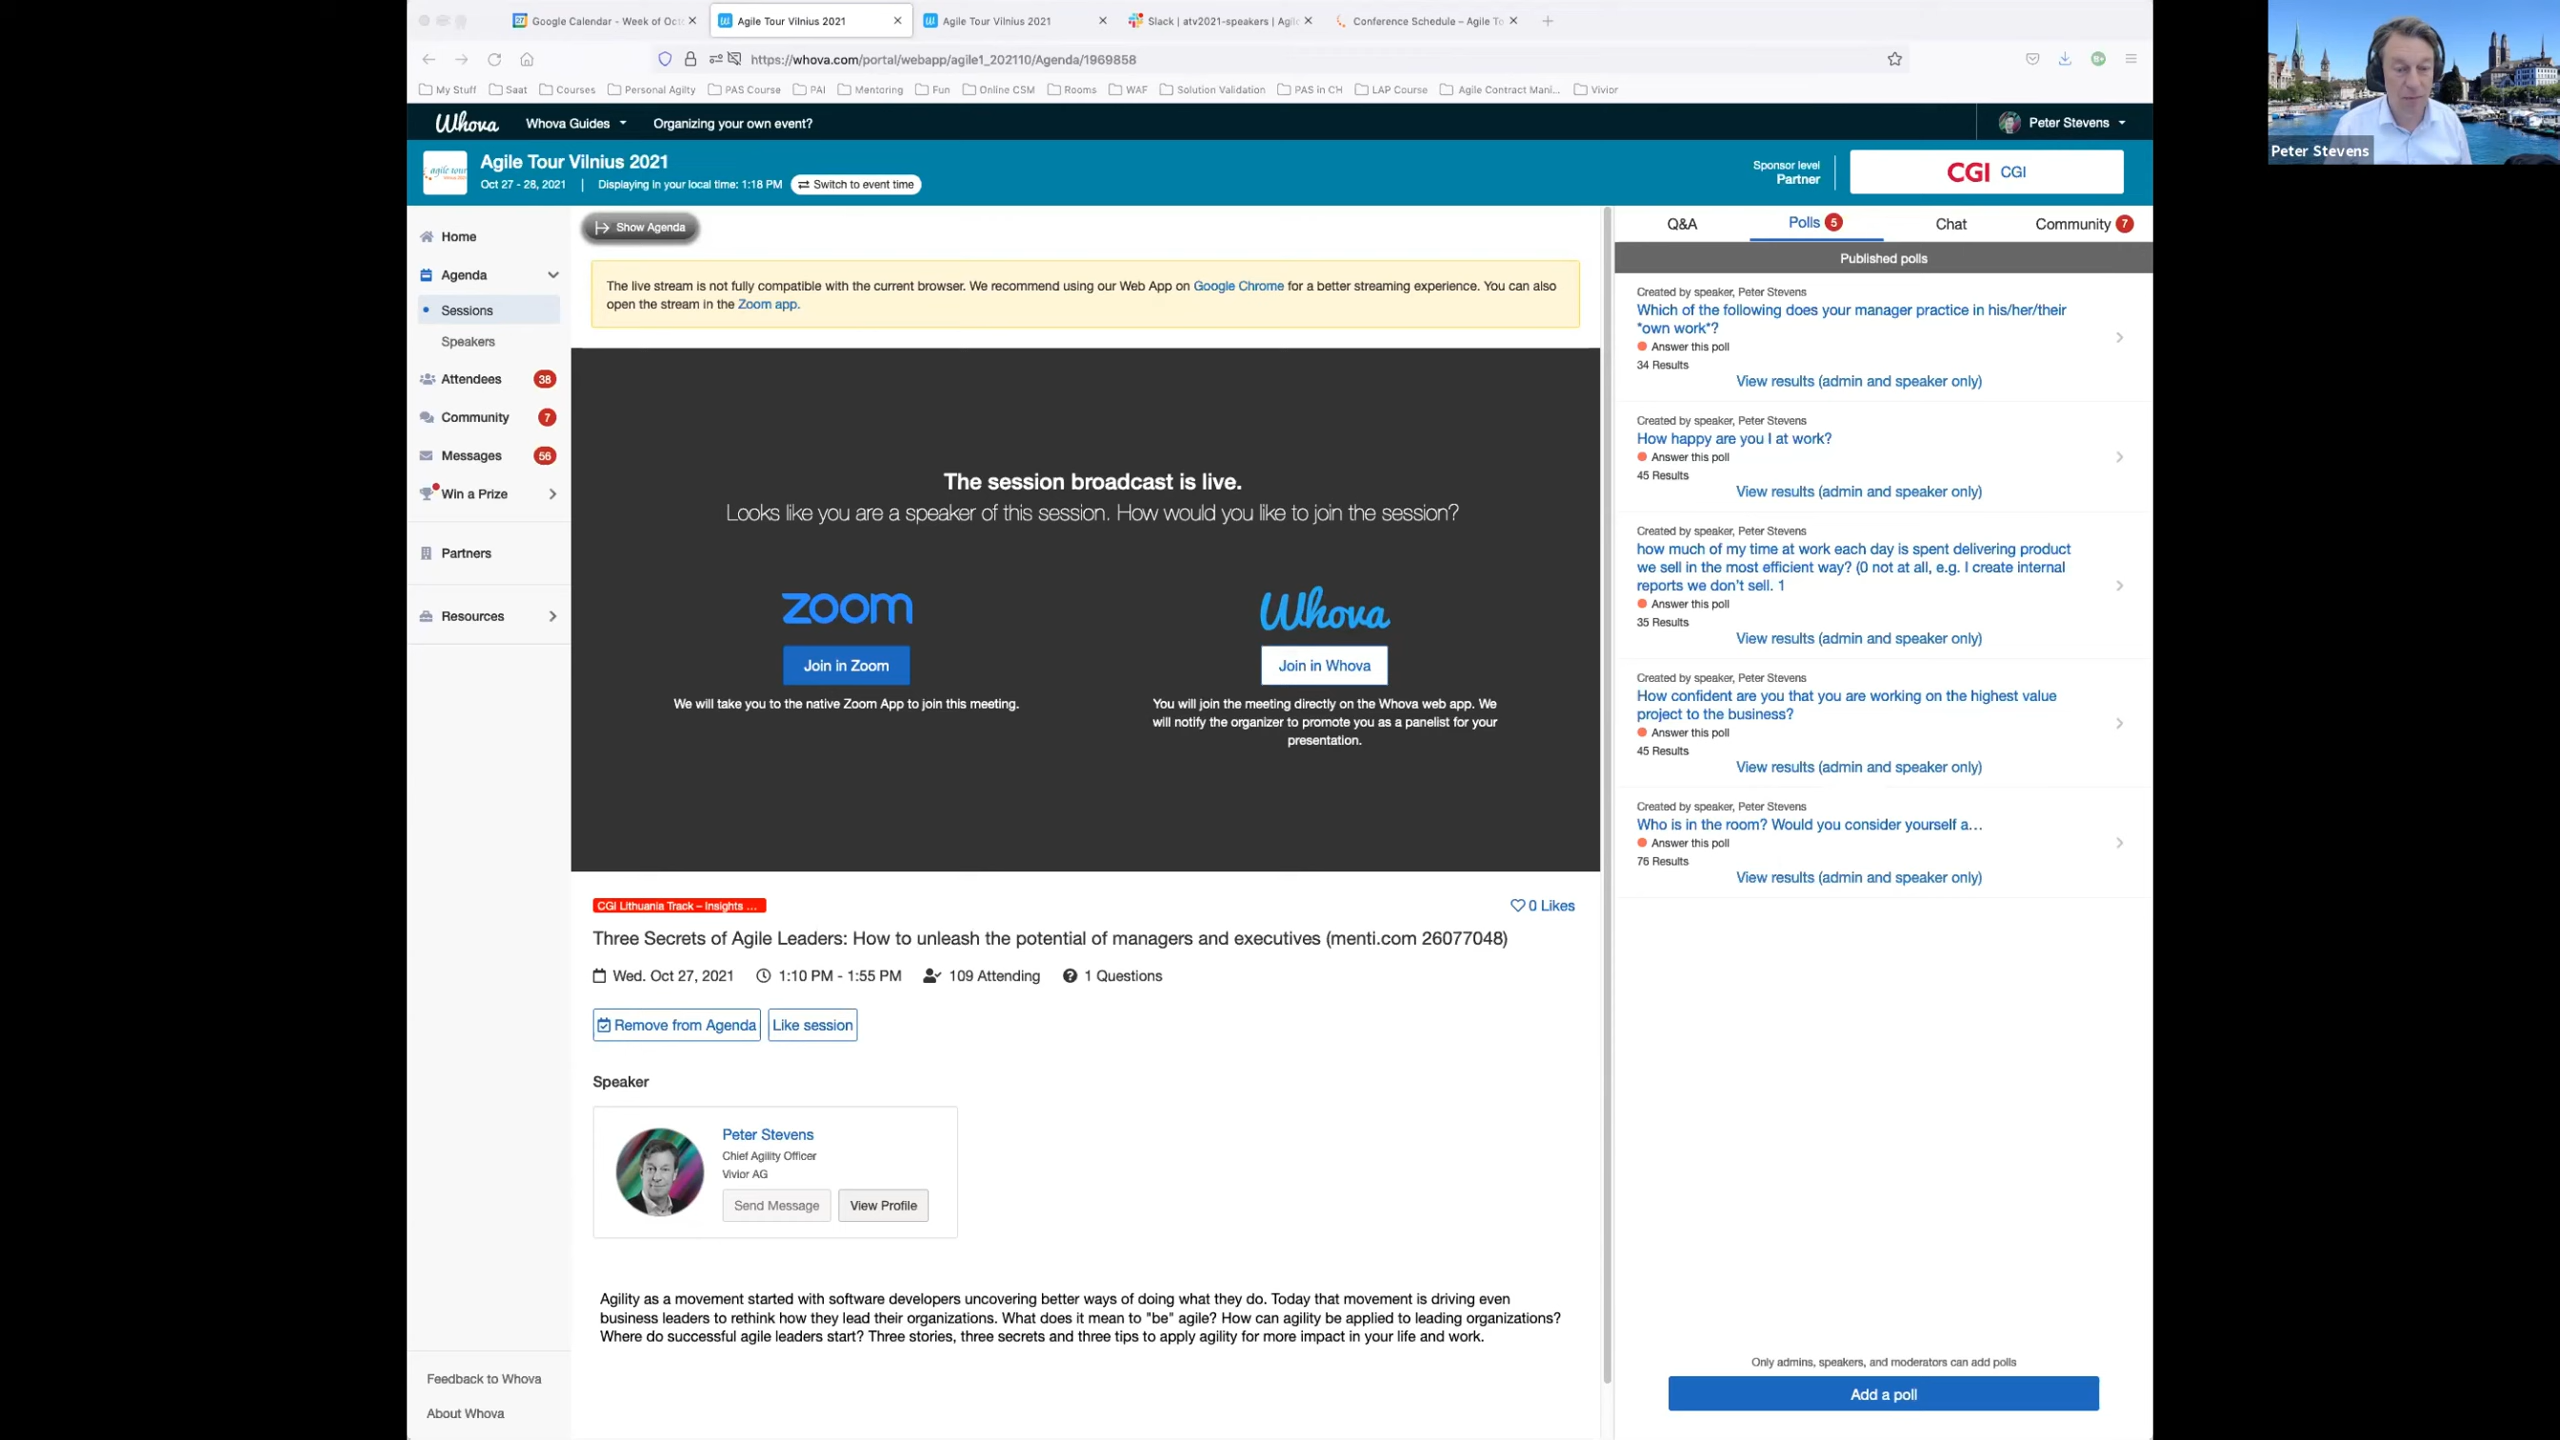 Google Calendar - Week of Oct
Agile Tour Vilnius 2021
Agile Tour Vilnius 2021
Slack | atv2021-speakers | Agile
Conference Schedule – Agile To
https://whova.com/portal/webapp/agile1_202110/Agenda/1969858
My Stuff
Saat
Courses
Personal Agilty
PAS Course
PAI
Mentoring
Fun
Online CSM
Rooms
WAF
Solution Validation
PAS in CH
LAP Course
Agile Contract Mani...
Vivior
Whova
Whova Guides
Organizing your own event?
Peter Stevens
Peter Stevens
agile tour
Agile Tour Vilnius 2021
Oct 27 - 28, 2021 | Displaying in your local time: 1:18 PM
Switch to event time
Sponsor level
Partner
CGI CGI
Home
Agenda
Sessions
Speakers
Attendees 38
Community 7
Messages 56
Win a Prize
Partners
Resources
Feedback to Whova
About Whova
Show Agenda
The live stream is not fully compatible with the current browser. We recommend using our Web App on Google Chrome for a better streaming experience. You can also
open the stream in the Zoom app.
The session broadcast is live.
Looks like you are a speaker of this session. How would you like to join the session?
zoom
Join in Zoom
We will take you to the native Zoom App to join this meeting.
Whova
Join in Whova
You will join the meeting directly on the Whova web app. We
will notify the organizer to promote you as a panelist for your
presentation.
CGI Lithuania Track – Insights ...
0 Likes
Three Secrets of Agile Leaders: How to unleash the potential of managers and executives (menti.com 26077048)
Wed. Oct 27, 2021
1:10 PM - 1:55 PM
109 Attending
1 Questions
Remove from Agenda
Like session
Speaker
Peter Stevens
Chief Agility Officer
Vivior AG
Send Message
View Profile
Agility as a movement started with software developers uncovering better ways of doing what they do. Today that movement is driving even
business leaders to rethink how they lead their organizations. What does it mean to "be" agile? How can agility be applied to leading organizations?
Where do successful agile leaders start? Three stories, three secrets and three tips to apply agility for more impact in your life and work.
Q&A
Polls 5
Chat
Community 7
Published polls
Created by speaker, Peter Stevens
Which of the following does your manager practice in his/her/their
*own work*?
Answer this poll
34 Results
View results (admin and speaker only)
Created by speaker, Peter Stevens
How happy are you I at work?
Answer this poll
45 Results
View results (admin and speaker only)
Created by speaker, Peter Stevens
how much of my time at work each day is spent delivering product
we sell in the most efficient way? (0 not at all, e.g. I create internal
reports we don't sell. 1
Answer this poll
35 Results
View results (admin and speaker only)
Created by speaker, Peter Stevens
How confident are you that you are working on the highest value
project to the business?
Answer this poll
45 Results
View results (admin and speaker only)
Created by speaker, Peter Stevens
Who is in the room? Would you consider yourself a...
Answer this poll
76 Results
View results (admin and speaker only)
Only admins, speakers, and moderators can add polls
Add a poll